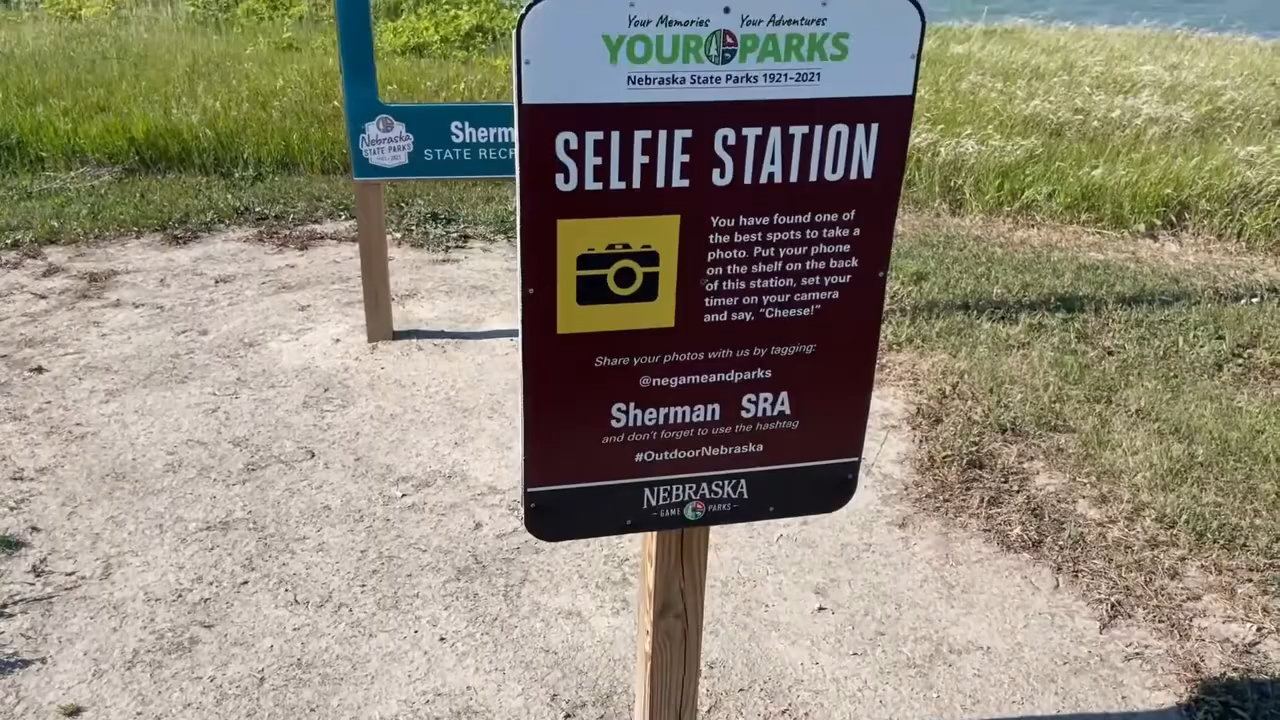 Your Memories Your Adventures
YOUR PARKS
Nebraska State Parks 1921–2021
SELFIE STATION
You have found one of
the best spots to take a
photo. Put your phone
on the shelf on the back
of this station, set your
timer on your camera
and say, “Cheese!”
Share your photos with us by tagging:
@negameandparks
Sherman SRA
and don't forget to use the hashtag
#OutdoorNebraska
NEBRASKA
– GAME PARKS –
Nebraska
STATE PARKS
1921-2021
Sherm
STATE RECR